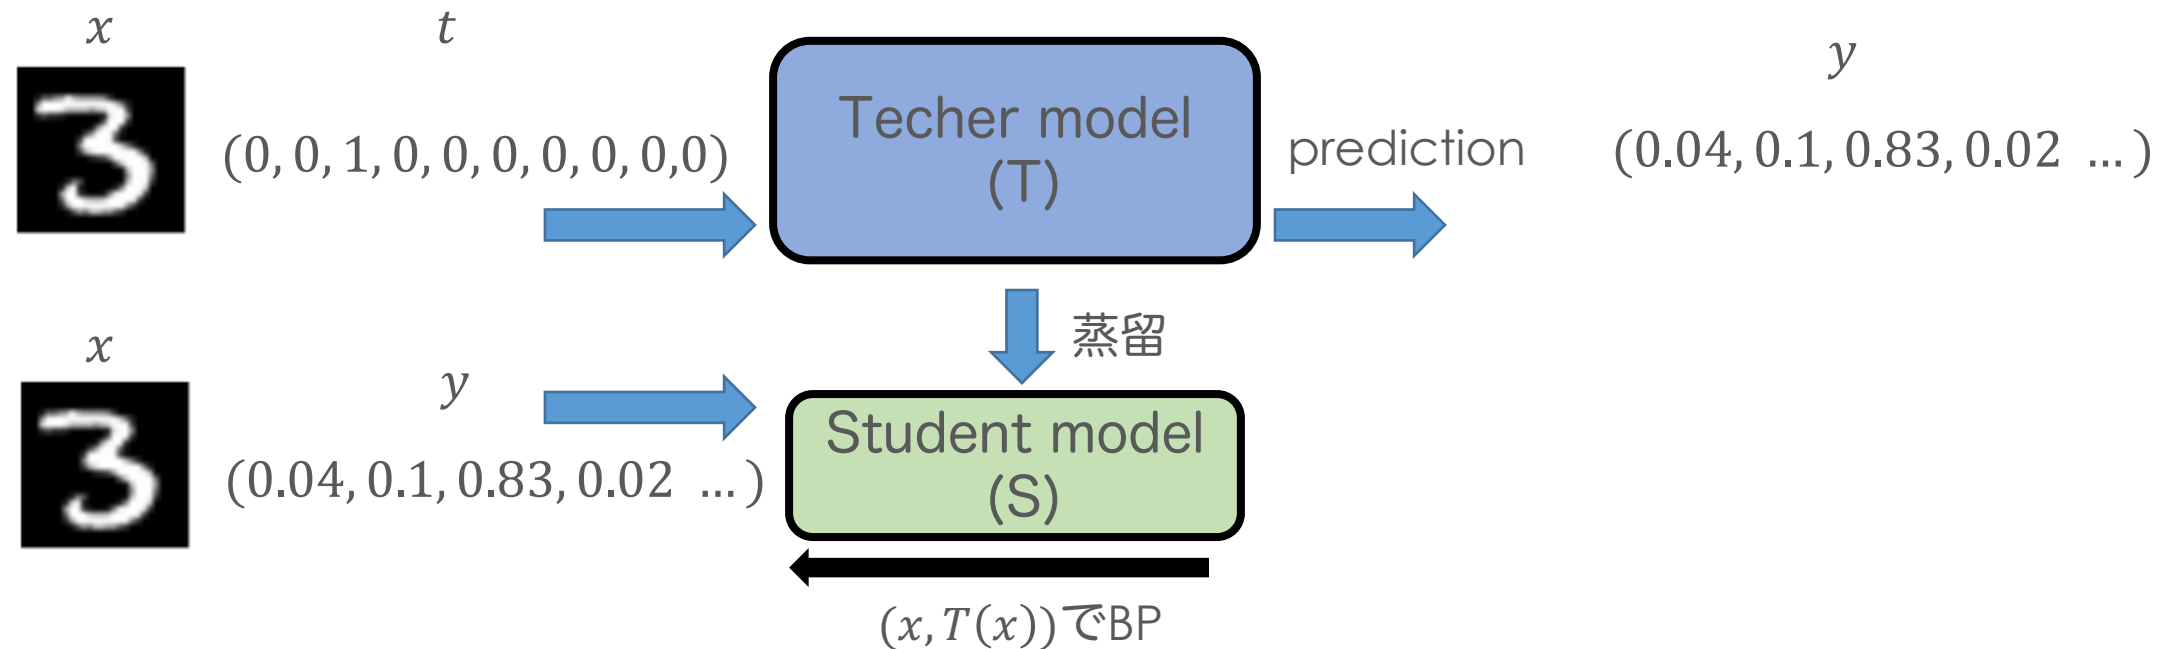 x
t
(0, 0, 1, 0, 0, 0, 0, 0, 0,0)
Techer model
(T)
prediction
y
(0.04, 0.1, 0.83, 0.02 ...)
蒸留
x
y
(0.04, 0.1, 0.83, 0.02 ...)
Student model
(S)
(x, T(x))でBP